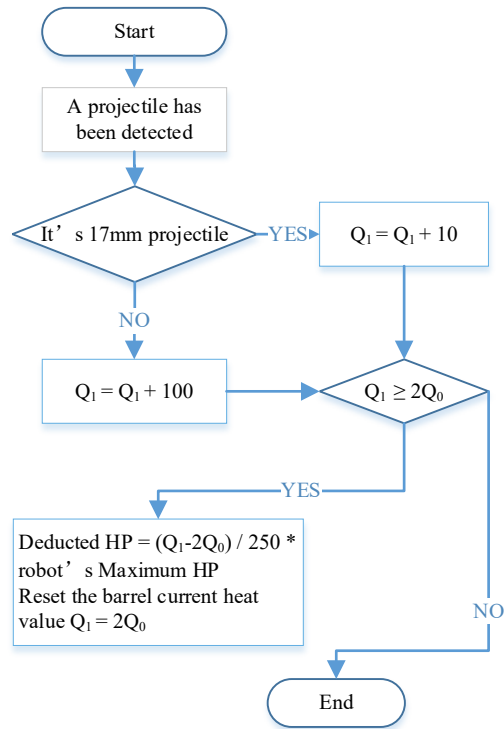 Start
A projectile has
been detected
It’s 17mm projectile
YES
Q₁ = Q₁ + 10
NO
Q₁ = Q₁ + 100
Q₁ ≥ 2Q₀
YES
Deducted HP = (Q₁-2Q₀) / 250 *
robot’s Maximum HP
Reset the barrel current heat
value Q₁ = 2Q₀
NO
End